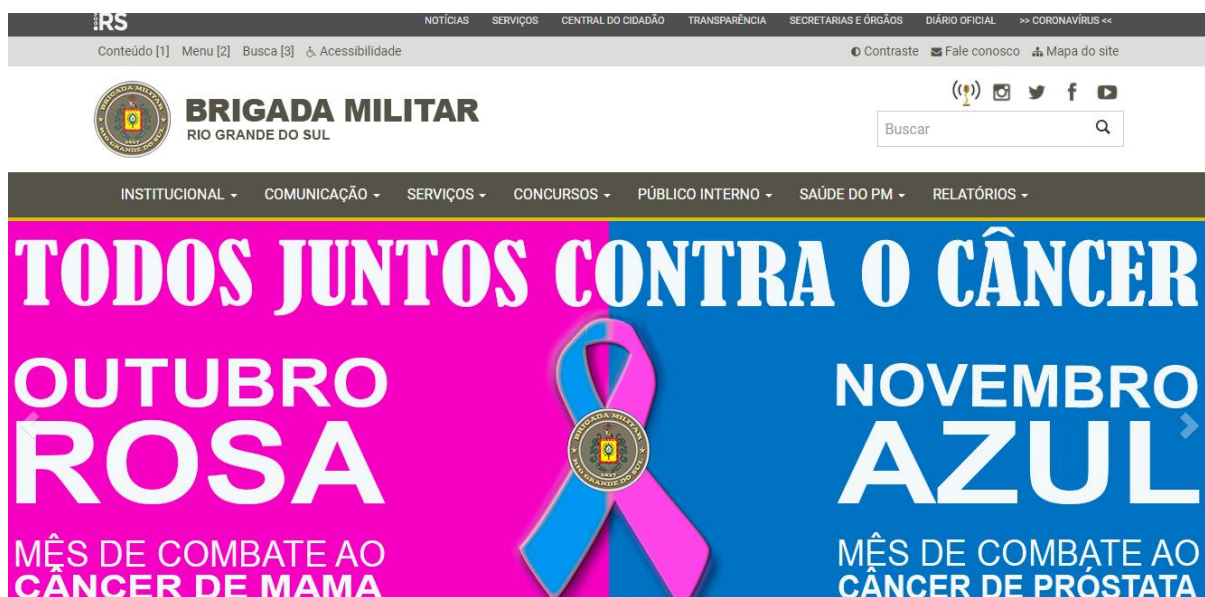 RS
NOTÍCIAS SERVIÇOS CENTRAL DO CIDADÃO TRANSPARÊNCIA SECRETARIAS E ÓRGÃOS DIÁRIO OFICIAL >> CORONAVÍRUS <<
Conteúdo [1] Menu [2] Busca [3] Acessibilidade Contraste Fale conosco Mapa do site
BRIGADA MILITAR
RIO GRANDE DO SUL
Buscar
INSTITUCIONAL COMUNICAÇÃO SERVIÇOS CONCURSOS PÚBLICO INTERNO SAÚDE DO PM RELATÓRIOS
TODOS JUNTOS CONTRA O CÂNCER
OUTUBRO
ROSA
MÊS DE COMBATE AO
CÂNCER DE MAMA
BRIGADA MILITAR
RIO GRANDE DO SUL
NOVEMBRO
AZUL
MÊS DE COMBATE AO
CÂNCER DE PRÓSTATA